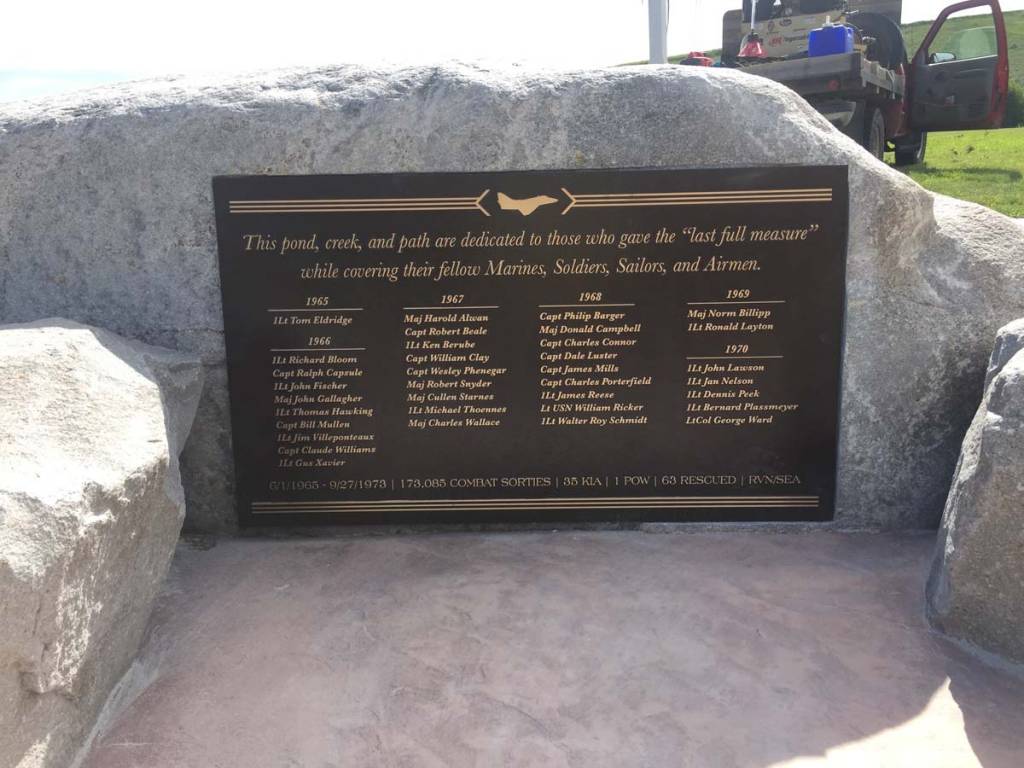 This pond, creek, and path are dedicated to those who gave the “last full measure”
while covering their fellow Marines, Soldiers, Sailors, and Airmen.
1965
1Lt Tom Eldridge
1966
1Lt Richard Bloom
Capt Ralph Capsule
1Lt John Fischer
Maj John Gallagher
1Lt Thomas Hawking
Capt Bill Mullen
1Lt Jim Villeponteaux
Capt Claude Williams
1Lt Gus Xavier
1967
Maj Harold Alwan
Capt Robert Beale
1Lt Ken Berube
Capt William Clay
Capt Wesley Phenegar
Maj Robert Snyder
Maj Cullen Starnes
1Lt Michael Thoennes
Maj Charles Wallace
1968
Capt Philip Barger
Maj Donald Campbell
Capt Charles Connor
Capt Dale Luster
Capt James Mills
Capt Charles Porterfield
1Lt James Reese
Lt USN William Ricker
1Lt Walter Roy Schmidt
1969
Maj Norm Billipp
1Lt Ronald Layton
1970
1Lt John Lawson
1Lt Jan Nelson
1Lt Dennis Peek
1Lt Bernard Plassmeyer
LtCol George Ward
6/1/1965 - 9/27/1973 | 173,085 COMBAT SORTIES | 35 KIA | 1 POW | 63 RESCUED | RVN/SEA